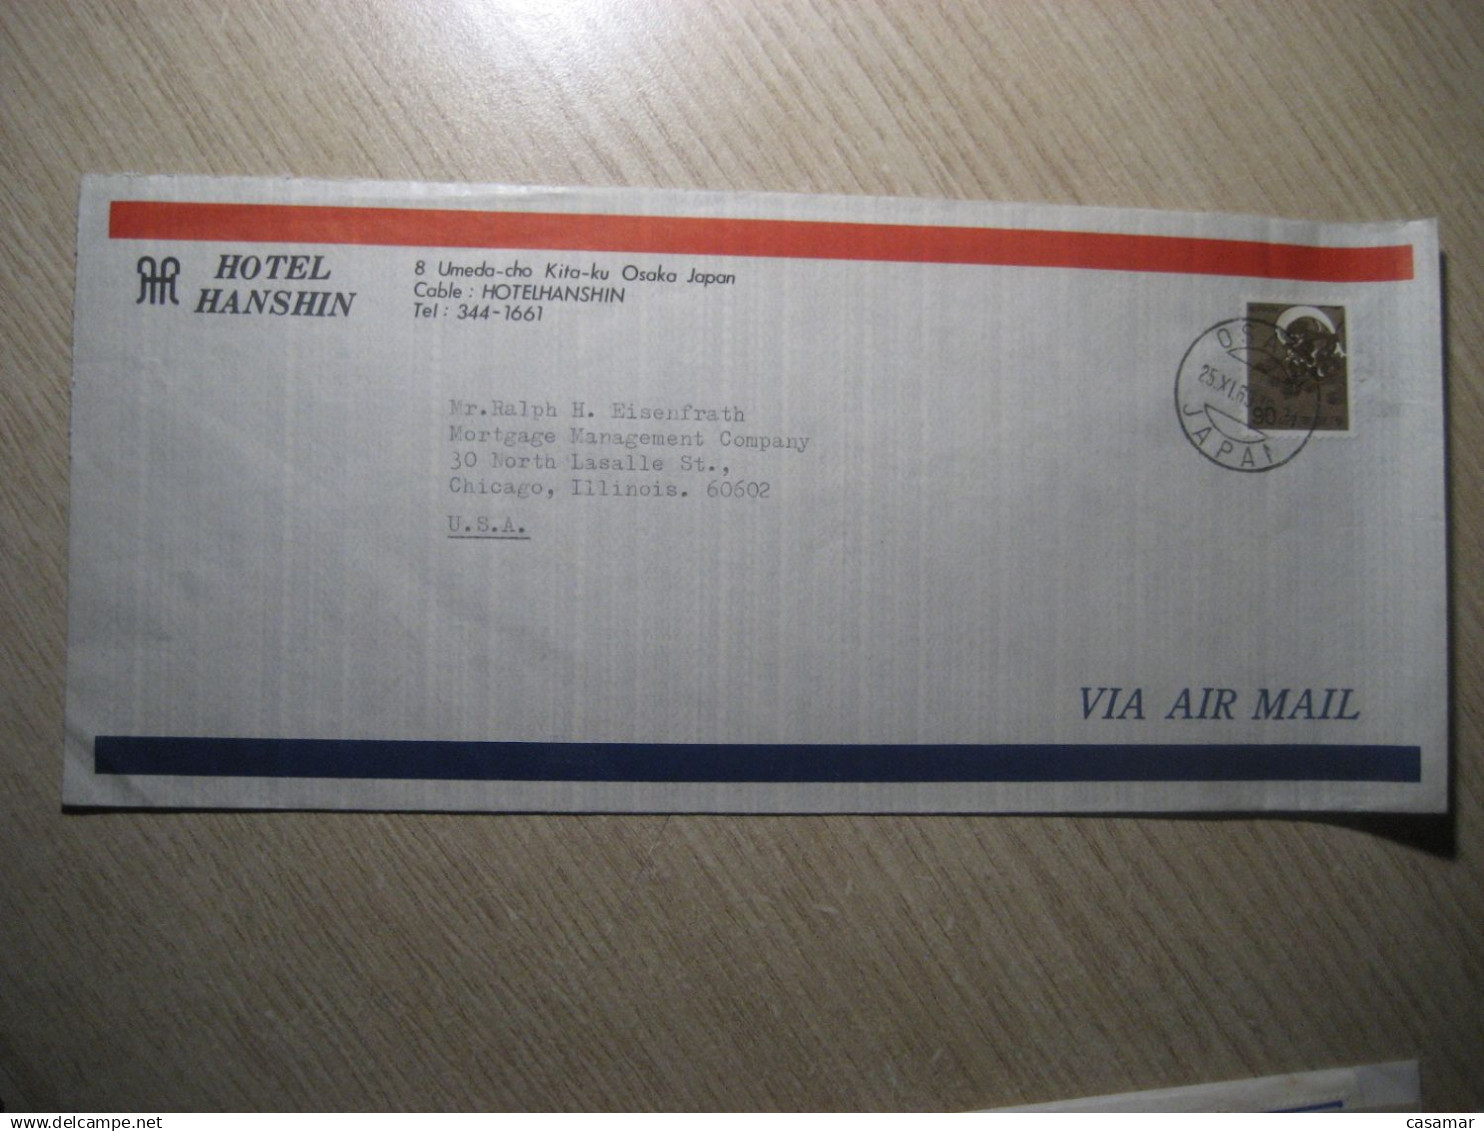 HOTEL
HANSHIN
8 Umeda-cho Kita-ku Osaka Japan
Cable : HOTELHANSHIN
Tel : 344-1661
JAPAN
90
Mr.Ralph H. Eisenfrath
Mortgage Management Company
30 North Lasalle St.,
Chicago, Illinois. 60602
U.S.A.
VIA AIR MAIL
www.delcampe.net
casamar